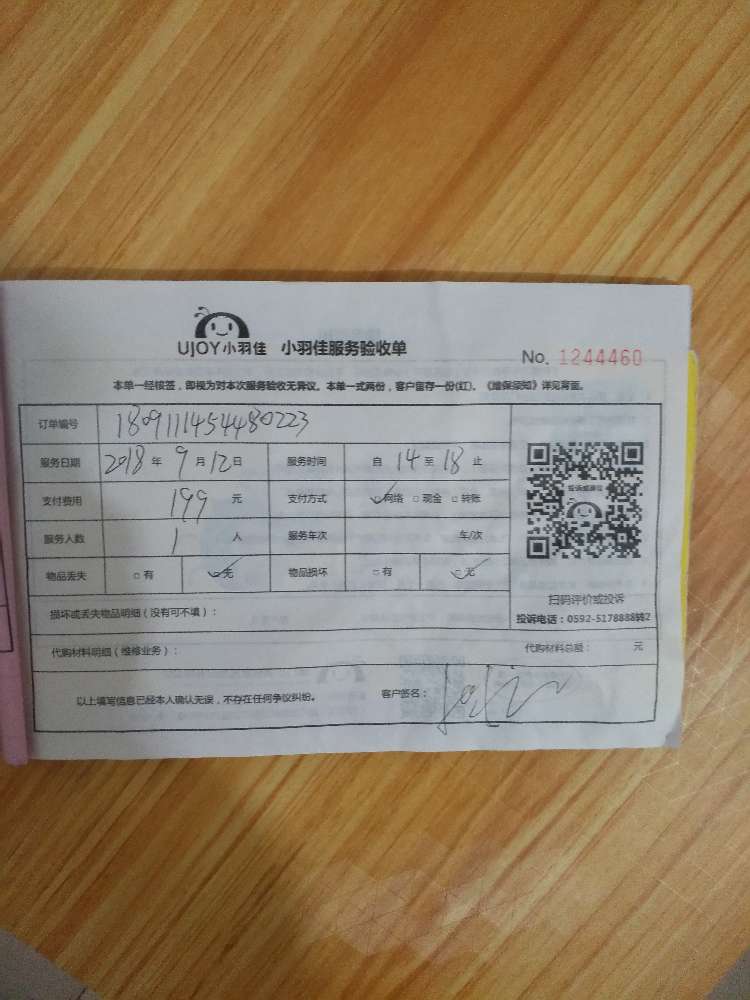 UJOY小羽佳 小羽佳服务验收单
No. 1244460
本单一经核签，即视为对本次服务验收无异议。本单一式两份，客户留存一份(红)。《维保须知》详见背面。
订单编号 1809111454480223
服务日期 2018 年 9 月 12 日 服务时间 自 14 至 18 止
支付费用 199 元 支付方式 ☑网络 □现金 □转账
服务人数 1 人 服务车次 车/次
物品丢失 □有 ☑无 物品损坏 □有 ☑无
扫码评价或投诉
投诉电话：0592-5178888转2
损坏或丢失物品明细（没有可不填）：
代购材料明细（维修业务）： 代购材料总额： 元
以上填写信息已经本人确认无误，不存在任何争议纠纷。 客户签名：